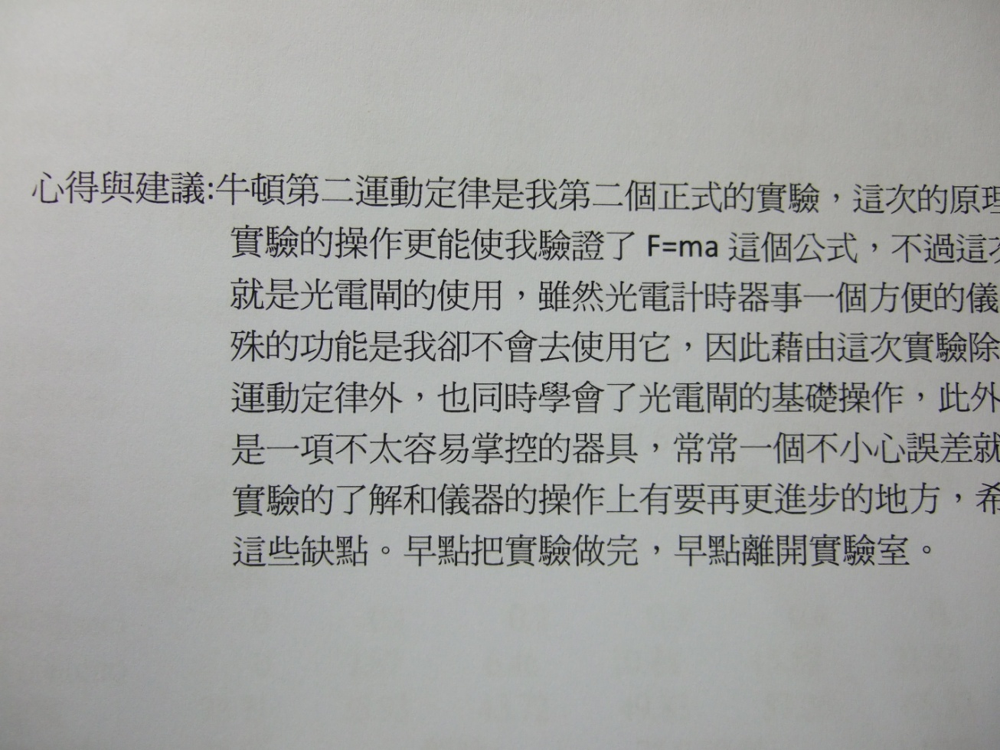 心得與建議:牛頓第二運動定律是我第二個正式的實驗，這次的原理
實驗的操作更能使我驗證了 F=ma 這個公式，不過這次
就是光電閘的使用，雖然光電計時器事一個方便的儀
殊的功能是我卻不會去使用它，因此藉由這次實驗除
運動定律外，也同時學會了光電閘的基礎操作，此外
是一項不太容易掌控的器具，常常一個不小心誤差就
實驗的了解和儀器的操作上有要再更進步的地方，希
這些缺點。早點把實驗做完，早點離開實驗室。